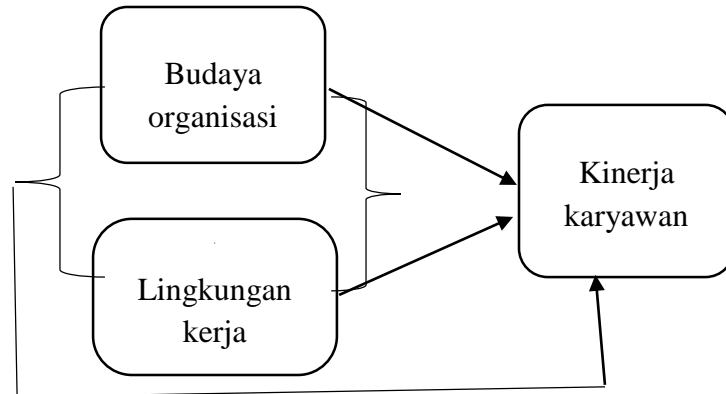 Budaya
organisasi
Kinerja
karyawan
Lingkungan
kerja